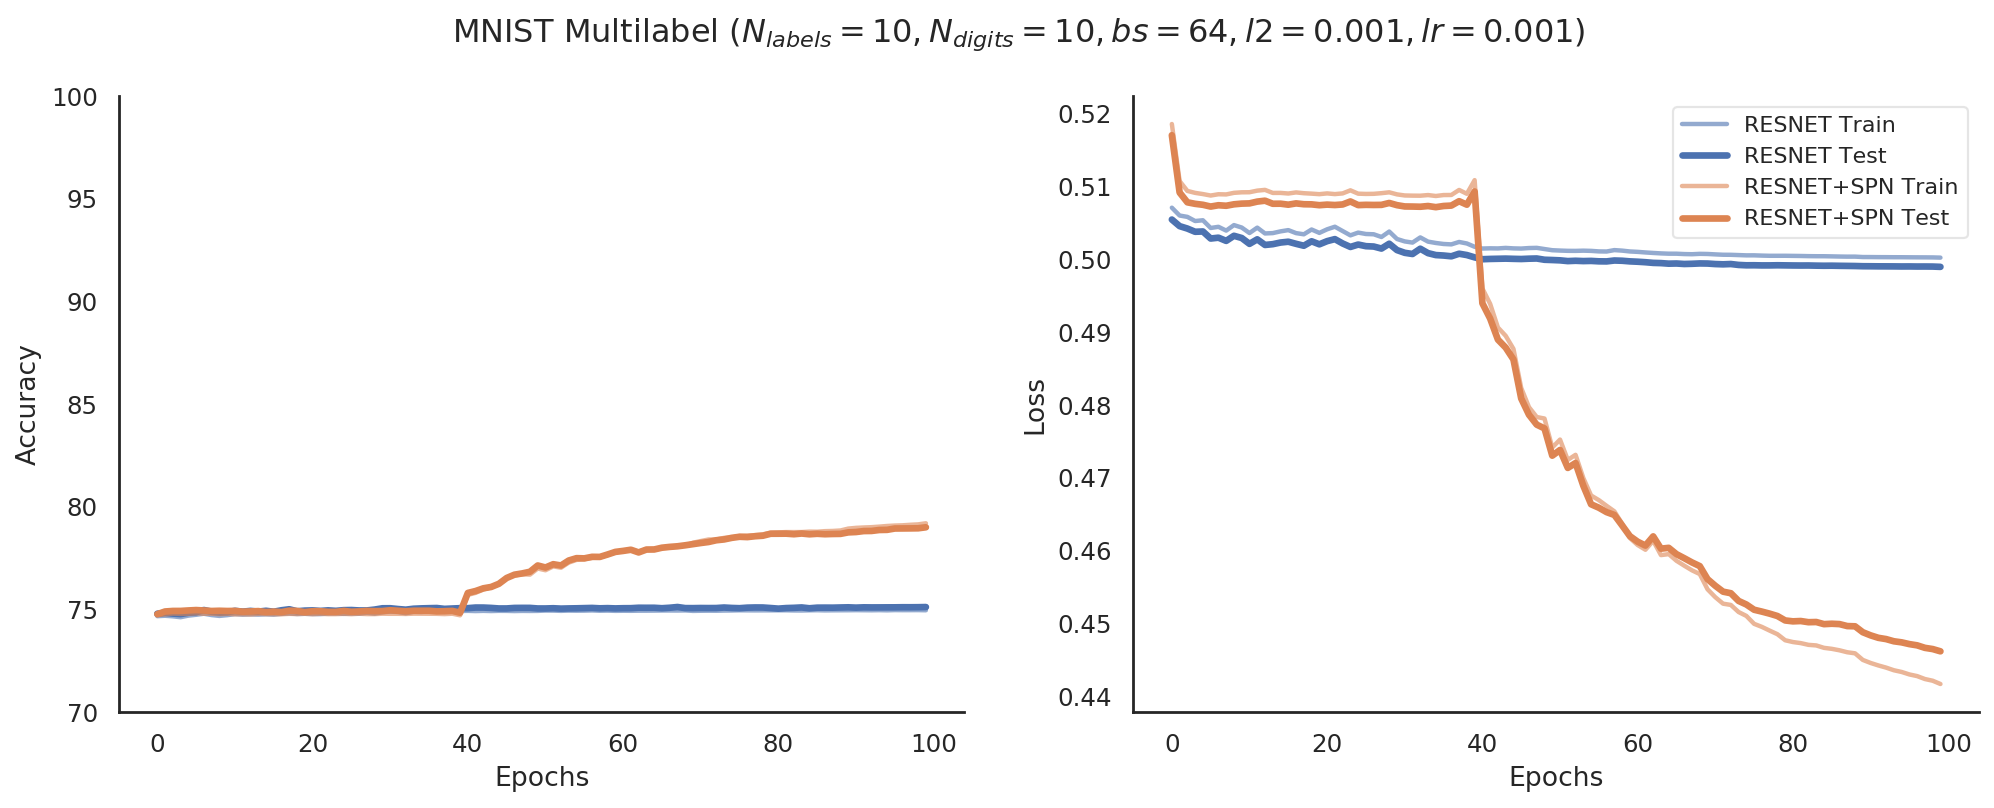 MNIST Multilabel (N_labels = 10, N_digits = 10, bs = 64, l2 = 0.001, lr = 0.001)
100
95
90
85
80
75
70
Accuracy
0 20 40 60 80 100
Epochs
0.52
0.51
0.50
0.49
0.48
0.47
0.46
0.45
0.44
Loss
0 20 40 60 80 100
Epochs
RESNET Train
RESNET Test
RESNET+SPN Train
RESNET+SPN Test